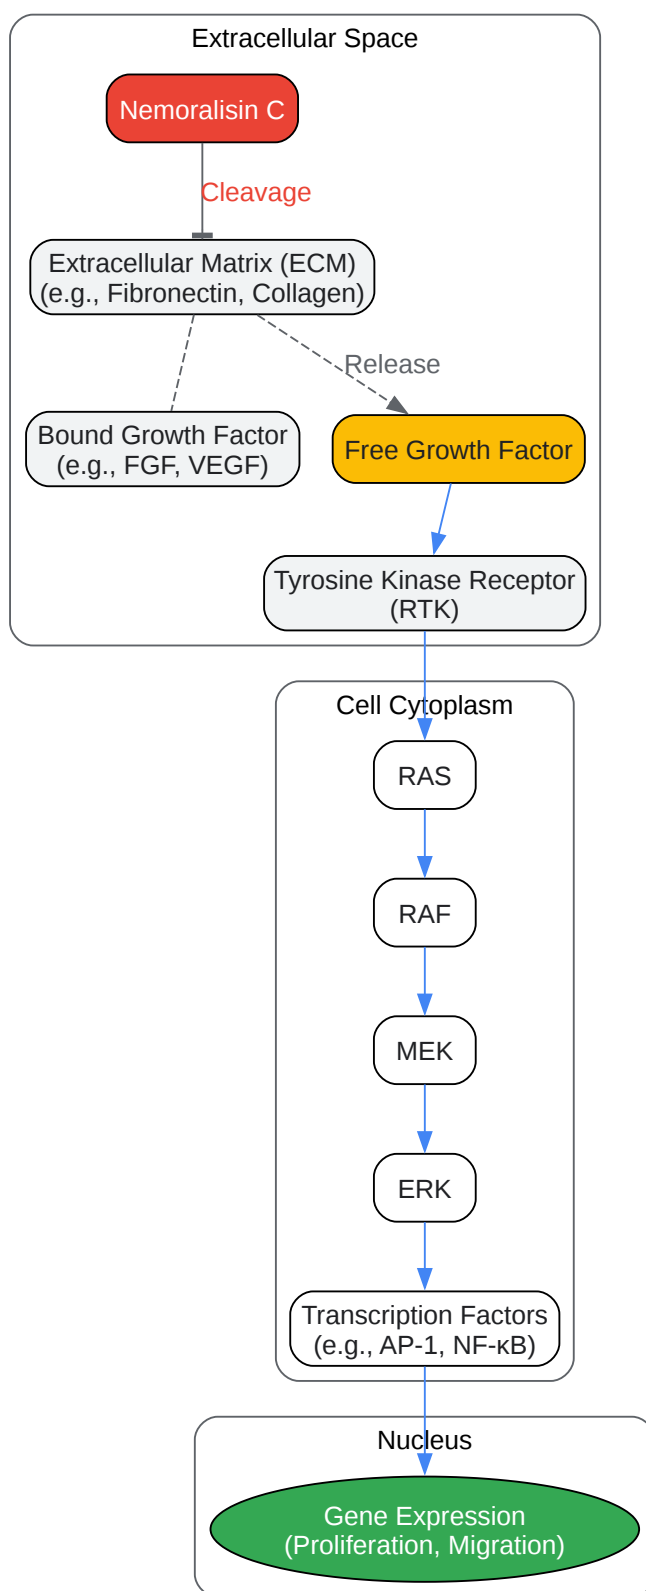 Extracellular Space
Nemoralisin C
Cleavage
Extracellular Matrix (ECM)
(e.g., Fibronectin, Collagen)
Release
Bound Growth Factor
(e.g., FGF, VEGF)
Free Growth Factor
Tyrosine Kinase Receptor
(RTK)
Cell Cytoplasm
RAS
RAF
MEK
ERK
Transcription Factors
(e.g., AP-1, NF-κB)
Nucleus
Gene Expression
(Proliferation, Migration)